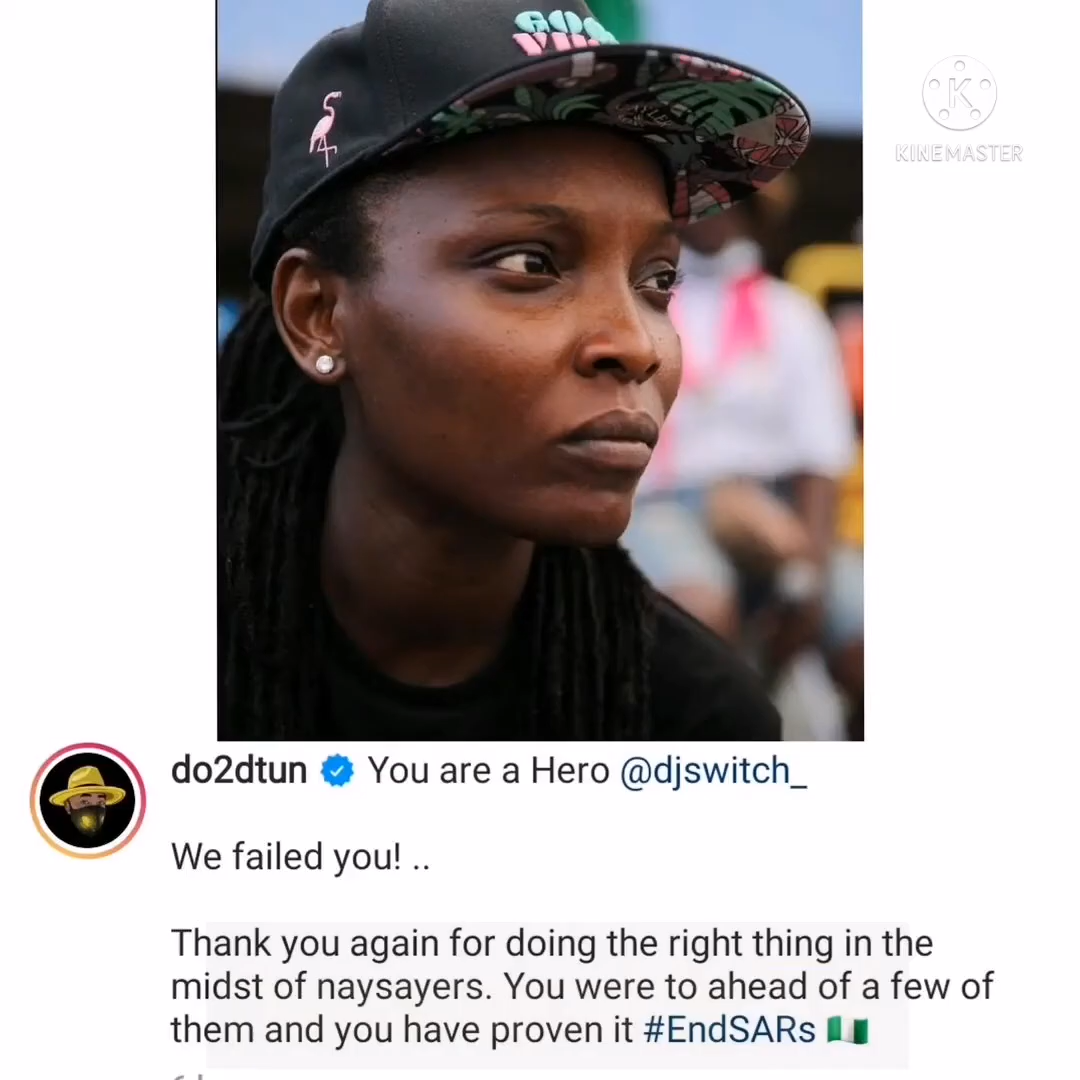 KINEMASTER
do2dtun You are a Hero @djswitch_
We failed you! ..
Thank you again for doing the right thing in the
midst of naysayers. You were to ahead of a few of
them and you have proven it #EndSARs 🇳🇬